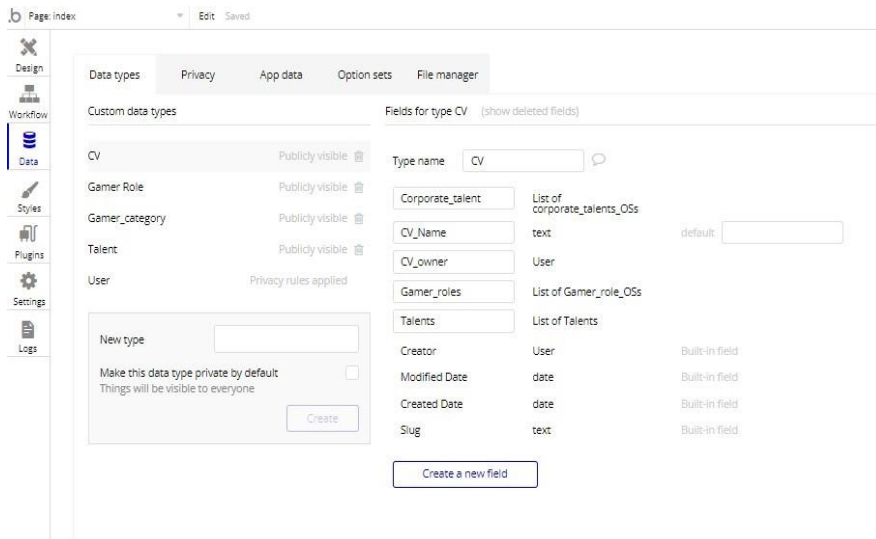 .b Page: index Edit Saved
Design
Workflow
Data
Styles
Plugins
Settings
Logs
Data types Privacy App data Option sets File manager
Custom data types
CV Publicly visible
Gamer Role Publicly visible
Gamer_category Publicly visible
Talent Publicly visible
User Privacy rules applied
New type
Make this data type private by default
Things will be visible to everyone
Create
Fields for type CV (show deleted fields)
Type name CV
Corporate_talent List of
corporate_talents_OSs
CV_Name text default
CV_owner User
Gamer_roles List of Gamer_role_OSs
Talents List of Talents
Creator User Built-in field
Modified Date date Built-in field
Created Date date Built-in field
Slug text Built-in field
Create a new field